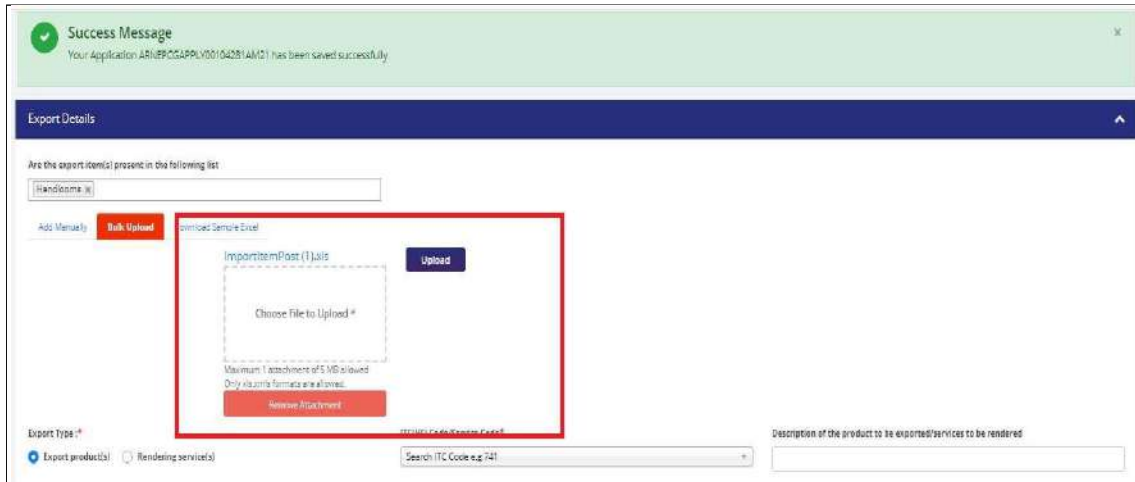 Success Message
x
Your Application ARNEPCGAPPLY00104281AM21 has been saved successfully
Export Details
Are the export item(s) present in the following list
Handlooms x
Add Manually Bulk Upload Download Sample Excel
ImportItemPost (1).xls Upload
Choose File to Upload *
Maximum 1 attachment of 5 MB allowed
formats are allowed.
Remove Attachment
Export Type :* Description of the product to be exported/services to be rendered
Export product(s) Rendering service(s) Search ITC Code e.g 741